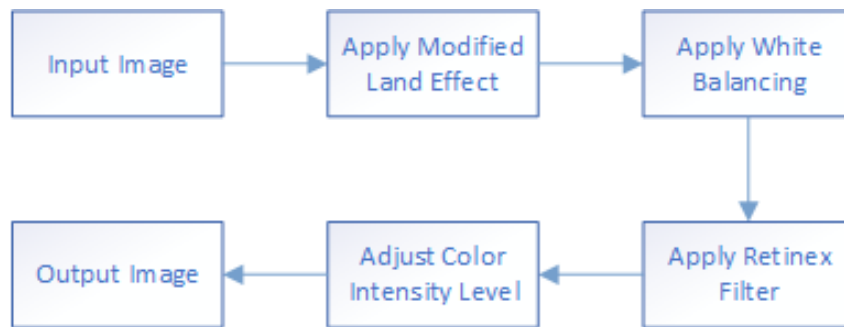 Input Image
Apply Modified
Land Effect
Apply White
Balancing
Apply Retinex
Filter
Adjust Color
Intensity Level
Output Image